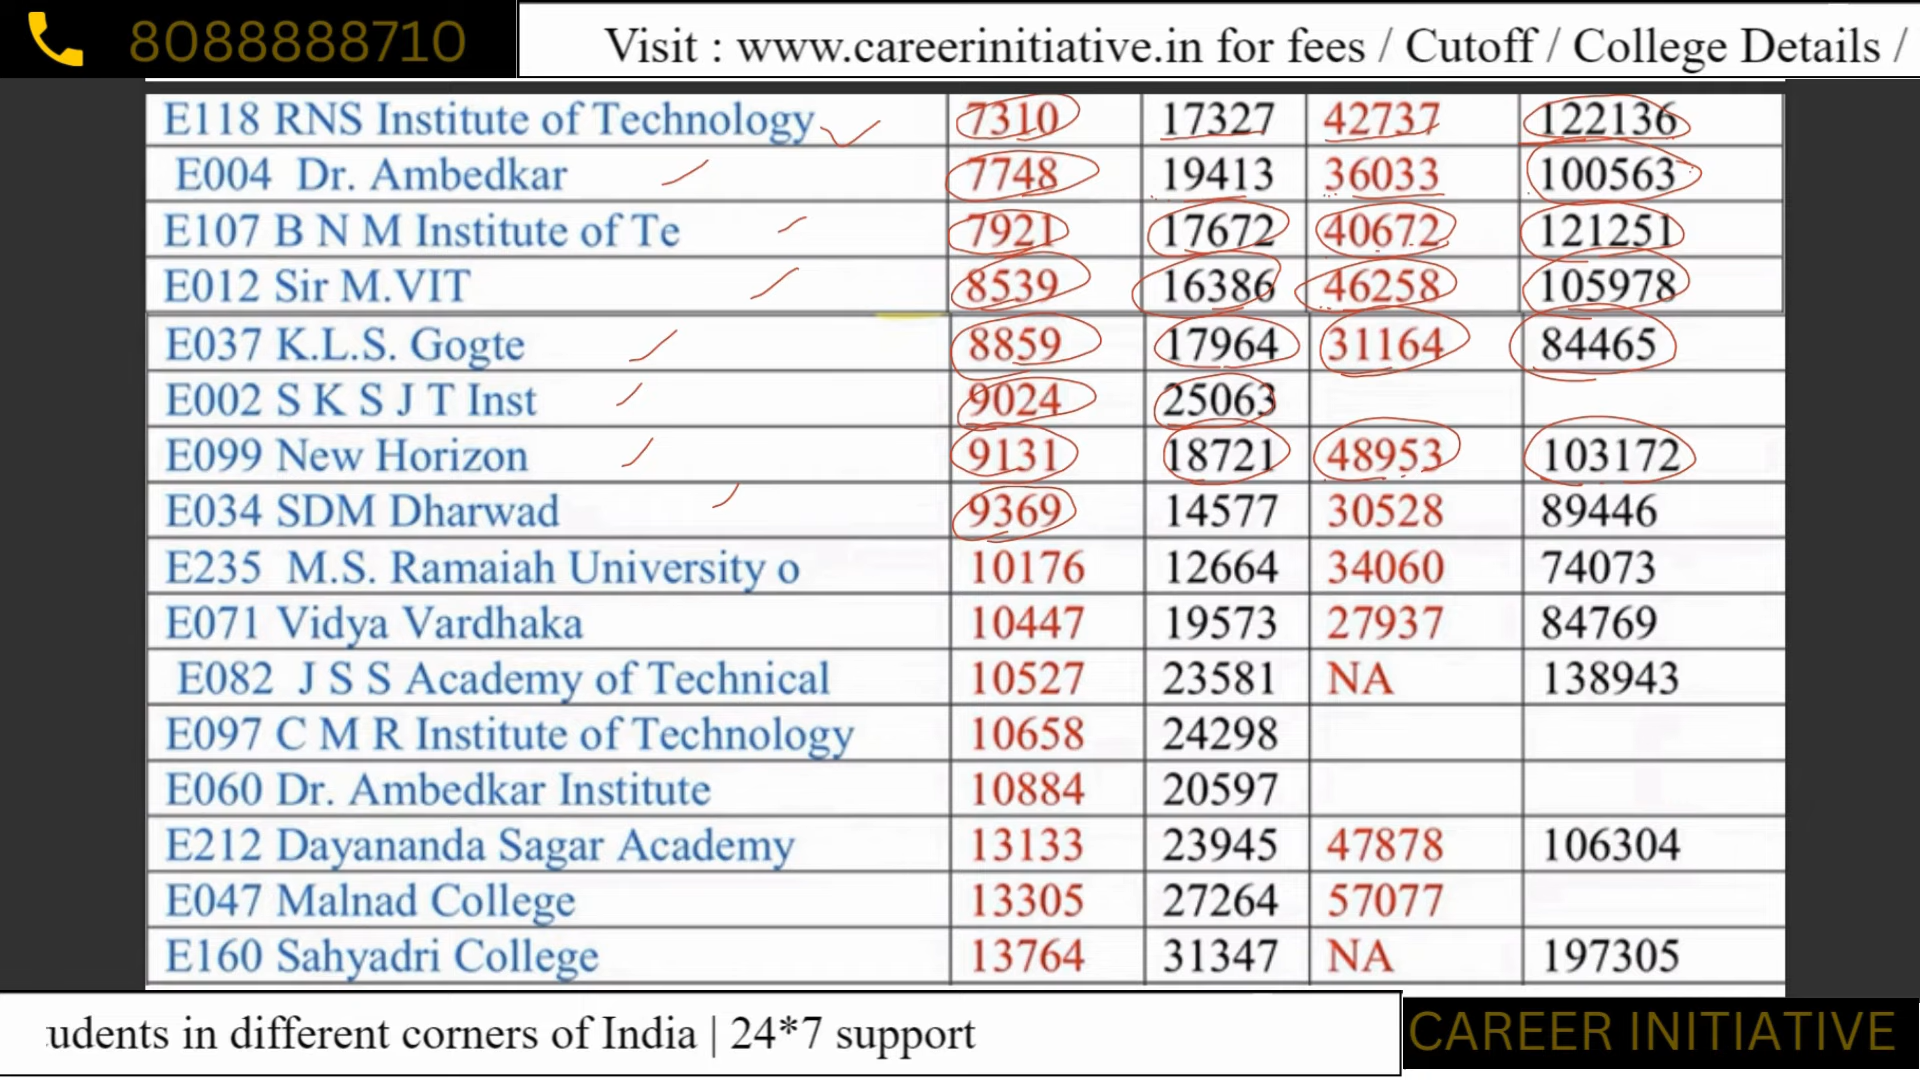 8088888710
Visit : www.careerinitiative.in for fees / Cutoff / College Details /
E118 RNS Institute of Technology 7310 17327 42737 122136
E004 Dr. Ambedkar 7748 19413 36033 100563
E107 B N M Institute of Te 7921 17672 40672 121251
E012 Sir M.VIT 8539 16386 46258 105978
E037 K.L.S. Gogte 8859 17964 31164 84465
E002 S K S J T Inst 9024 25063
E099 New Horizon 9131 18721 48953 103172
E034 SDM Dharwad 9369 14577 30528 89446
E235 M.S. Ramaiah University o 10176 12664 34060 74073
E071 Vidya Vardhaka 10447 19573 27937 84769
E082 J S S Academy of Technical 10527 23581 NA 138943
E097 C M R Institute of Technology 10658 24298
E060 Dr. Ambedkar Institute 10884 20597
E212 Dayananda Sagar Academy 13133 23945 47878 106304
E047 Malnad College 13305 27264 57077
E160 Sahyadri College 13764 31347 NA 197305
udents in different corners of India | 24*7 support
CAREER INITIATIVE